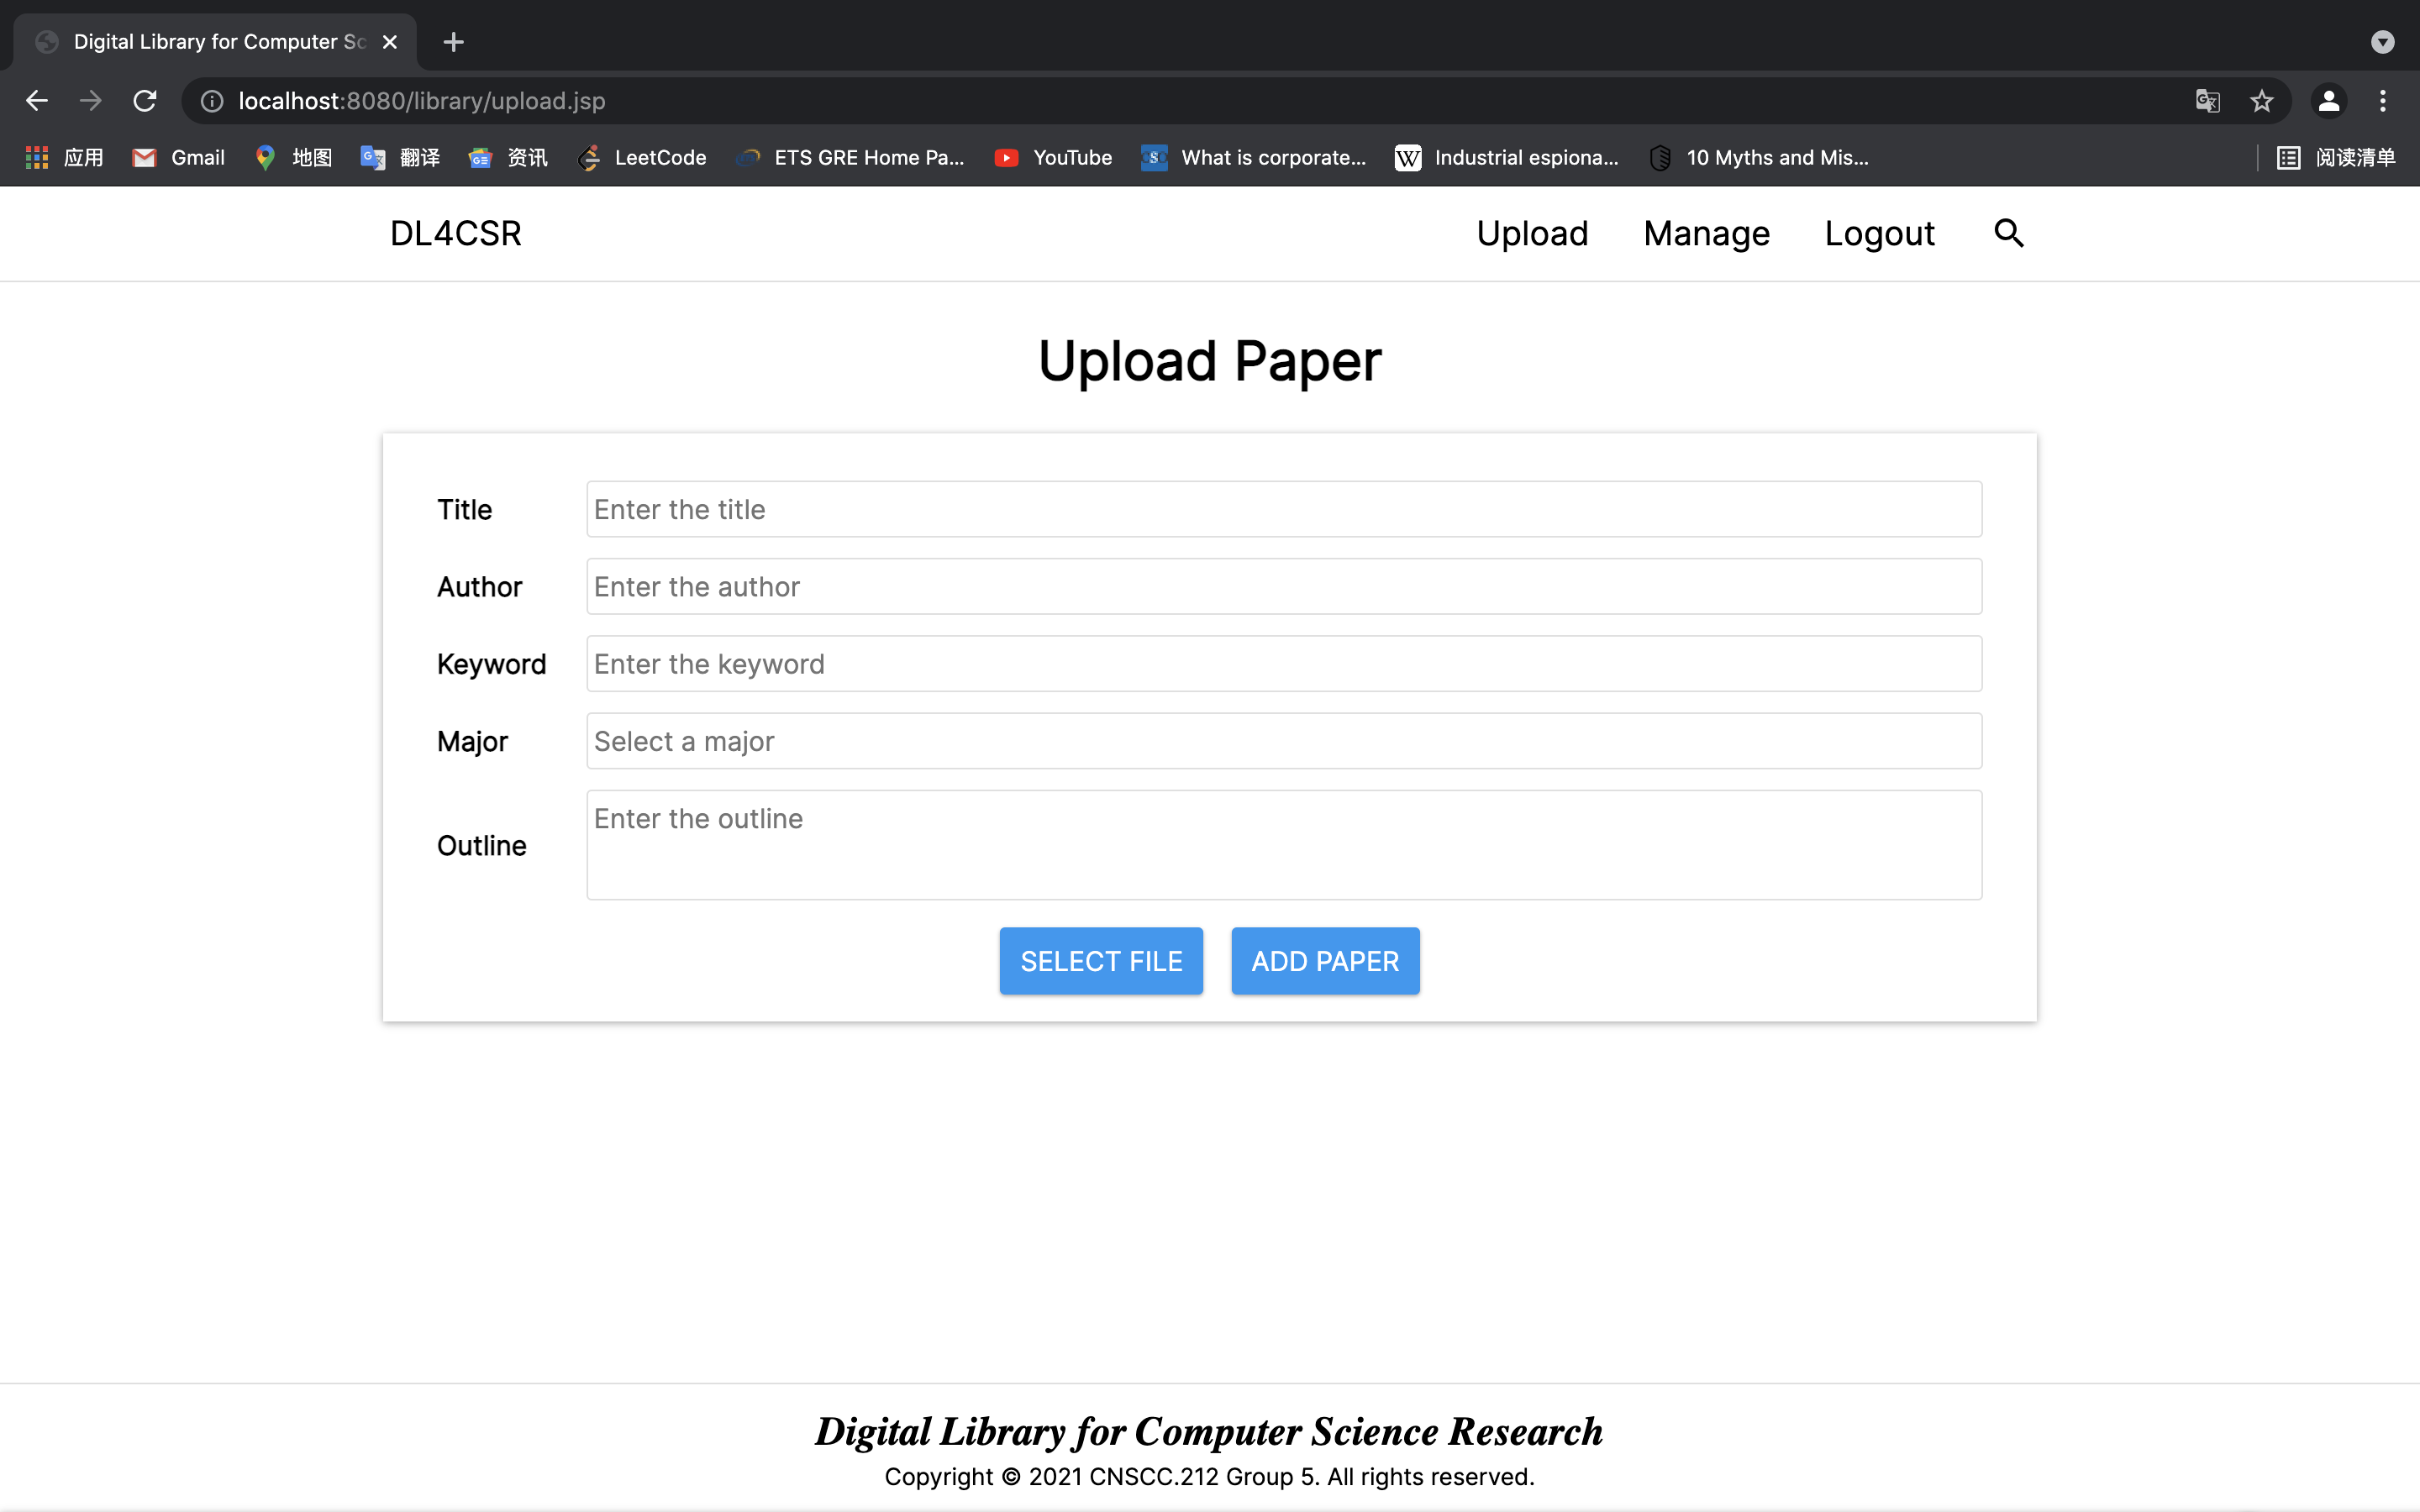 Digital Library for Computer Sc
localhost:8080/library/upload.jsp
应用 Gmail 地图 翻译 资讯 LeetCode ETS GRE Home Pa... YouTube What is corporate... Industrial espiona... 10 Myths and Mis... 阅读清单
DL4CSR Upload Manage Logout
Upload Paper
Title Enter the title
Author Enter the author
Keyword Enter the keyword
Major Select a major
Outline Enter the outline
SELECT FILE ADD PAPER
Digital Library for Computer Science Research
Copyright © 2021 CNSCC.212 Group 5. All rights reserved.